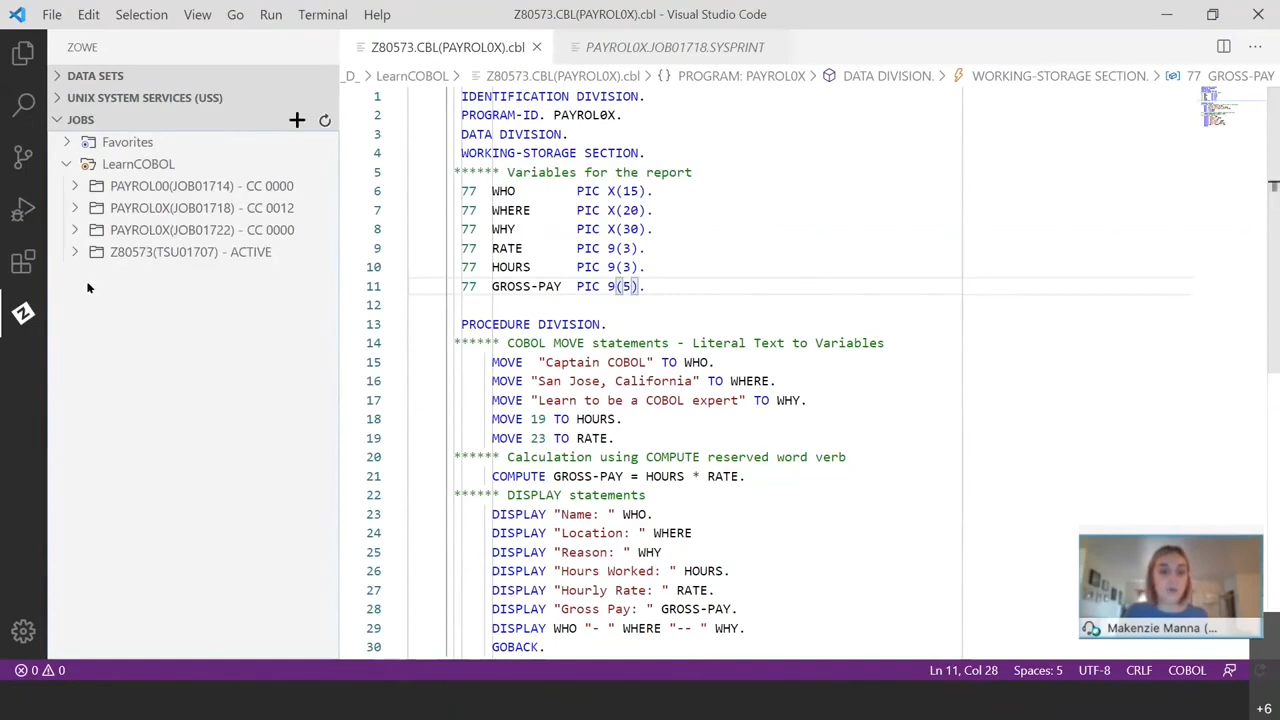 File Edit Selection View Go Run Terminal Help Z80573.CBL(PAYROL0X).cbl - Visual Studio Code
ZOWE
DATA SETS
UNIX SYSTEM SERVICES (USS)
JOBS
Favorites
LearnCOBOL
PAYROL00(JOB01714) - CC 0000
PAYROL0X(JOB01718) - CC 0012
PAYROL0X(JOB01722) - CC 0000
Z80573(TSU01707) - ACTIVE
Z80573.CBL(PAYROL0X).cbl PAYROL0X.JOB01718.SYSPRINT
_D_ > LearnCOBOL > Z80573.CBL(PAYROL0X).cbl > {} PROGRAM: PAYROL0X > DATA DIVISION. > WORKING-STORAGE SECTION. > 77 GROSS-PAY
1 IDENTIFICATION DIVISION.
2 PROGRAM-ID. PAYROL0X.
3 DATA DIVISION.
4 WORKING-STORAGE SECTION.
5 ****** Variables for the report
6 77 WHO PIC X(15).
7 77 WHERE PIC X(20).
8 77 WHY PIC X(30).
9 77 RATE PIC 9(3).
10 77 HOURS PIC 9(3).
11 77 GROSS-PAY PIC 9(5).
12
13 PROCEDURE DIVISION.
14 ****** COBOL MOVE statements - Literal Text to Variables
15 MOVE "Captain COBOL" TO WHO.
16 MOVE "San Jose, California" TO WHERE.
17 MOVE "Learn to be a COBOL expert" TO WHY.
18 MOVE 19 TO HOURS.
19 MOVE 23 TO RATE.
20 ****** Calculation using COMPUTE reserved word verb
21 COMPUTE GROSS-PAY = HOURS * RATE.
22 ****** DISPLAY statements
23 DISPLAY "Name: " WHO.
24 DISPLAY "Location: " WHERE
25 DISPLAY "Reason: " WHY
26 DISPLAY "Hours Worked: " HOURS.
27 DISPLAY "Hourly Rate: " RATE.
28 DISPLAY "Gross Pay: " GROSS-PAY.
29 DISPLAY WHO "- " WHERE "-- " WHY.
30 GOBACK.
Makenzie Manna (...
0 0 Ln 11, Col 28 Spaces: 5 UTF-8 CRLF COBOL
+6